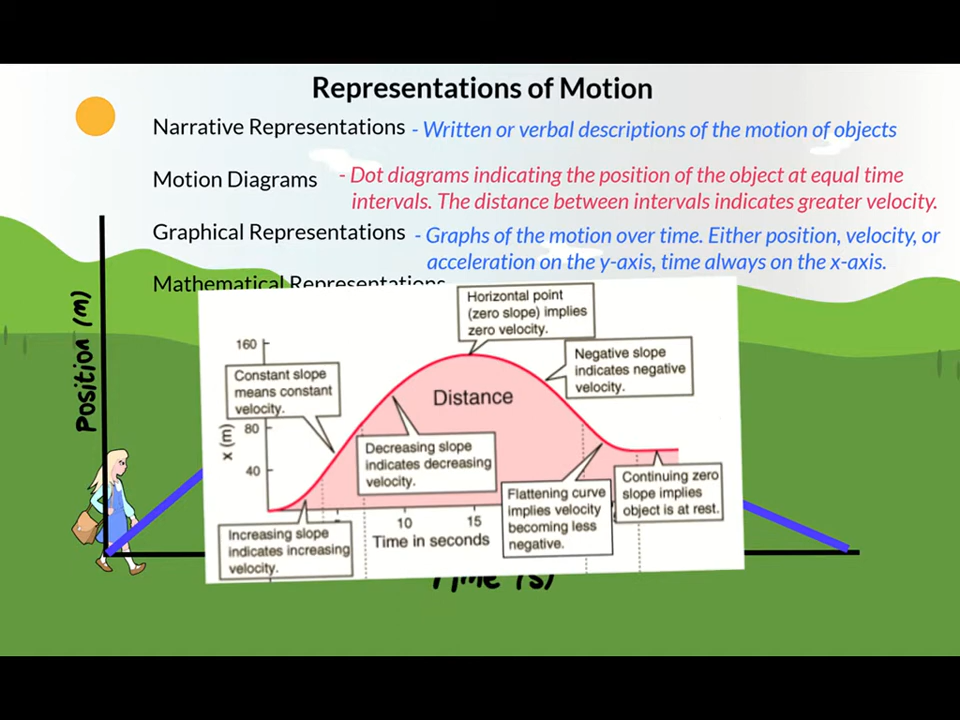 Representations of Motion
Narrative Representations - Written or verbal descriptions of the motion of objects
Motion Diagrams - Dot diagrams indicating the position of the object at equal time
intervals. The distance between intervals indicates greater velocity.
Graphical Representations - Graphs of the motion over time. Either position, velocity, or
acceleration on the y-axis, time always on the x-axis.
Mathematical Representations
Position (m)
Horizontal point
(zero slope) implies
zero velocity.
160
Constant slope
means constant
velocity.
Negative slope
indicates negative
velocity.
Distance
80
x (m)
40
Decreasing slope
indicates decreasing
velocity.
Flattening curve
implies velocity
becoming less
negative.
Continuing zero
slope implies
object is at rest.
Increasing slope
indicates increasing
velocity.
10
15
Time in seconds
Time (s)